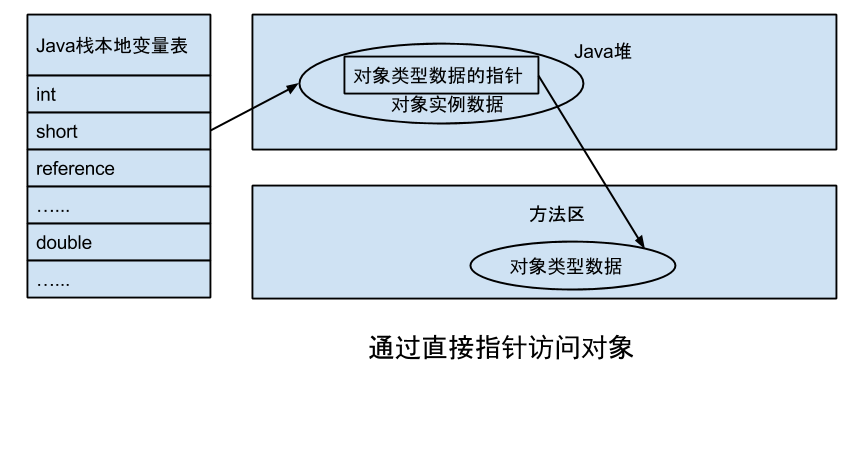 Java栈本地变量表
int
short
reference
…...
double
…...
Java堆
对象类型数据的指针
对象实例数据
方法区
对象类型数据
通过直接指针访问对象